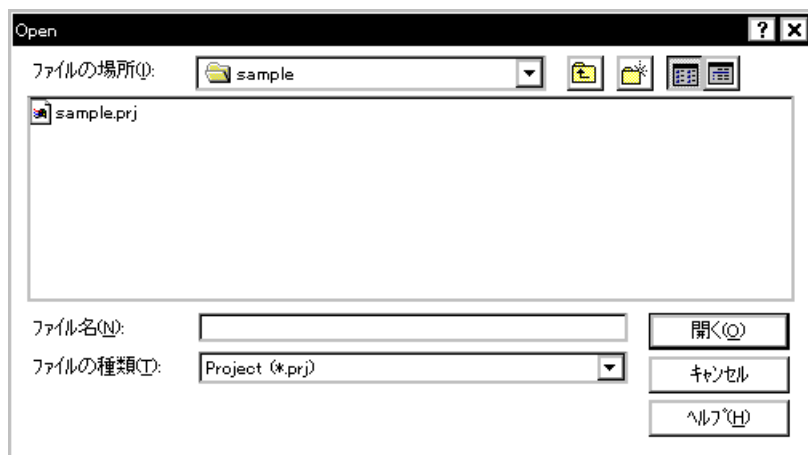 Open
ﾌｧｲﾙの場所(I):
sample
sample.prj
ﾌｧｲﾙ名(N):
開く(O)
ﾌｧｲﾙの種類(T):
Project (*.prj)
ｷｬﾝｾﾙ
ﾍﾙﾌﾟ(H)